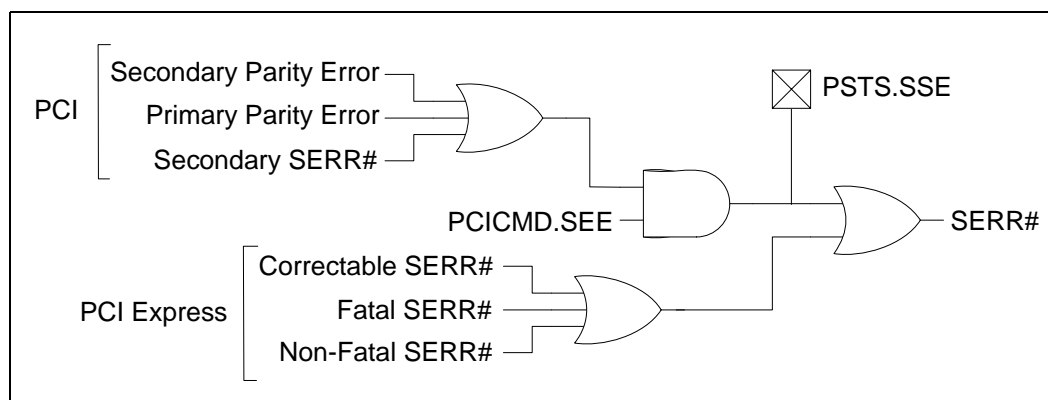 PCI
Secondary Parity Error
Primary Parity Error
Secondary SERR#
PSTS.SSE
PCICMD.SEE
SERR#
PCI Express
Correctable SERR#
Fatal SERR#
Non-Fatal SERR#